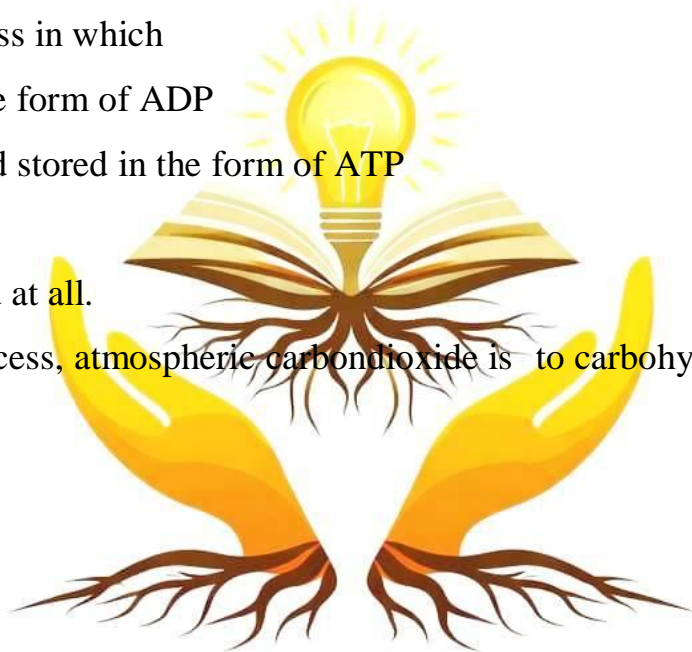 ss in which
e form of ADP
d stored in the form of ATP
at all.
cess, atmospheric carbondioxide is to carbohy